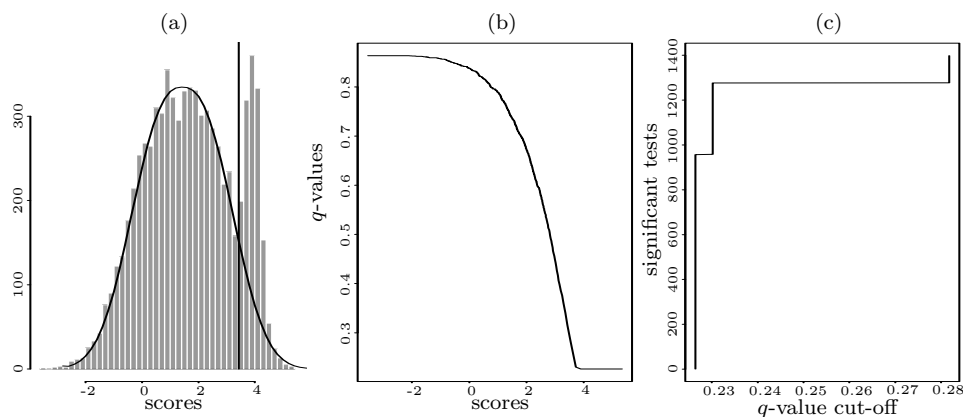 (a)
0 100 200 300
-2 0 2 4
scores
(b)
q-values
0.3 0.4 0.5 0.6 0.7 0.8
-2 0 2 4
scores
(c)
significant tests
0 200 400 600 800 1000 1200 1400
0.23 0.24 0.25 0.26 0.27 0.28
q-value cut-off